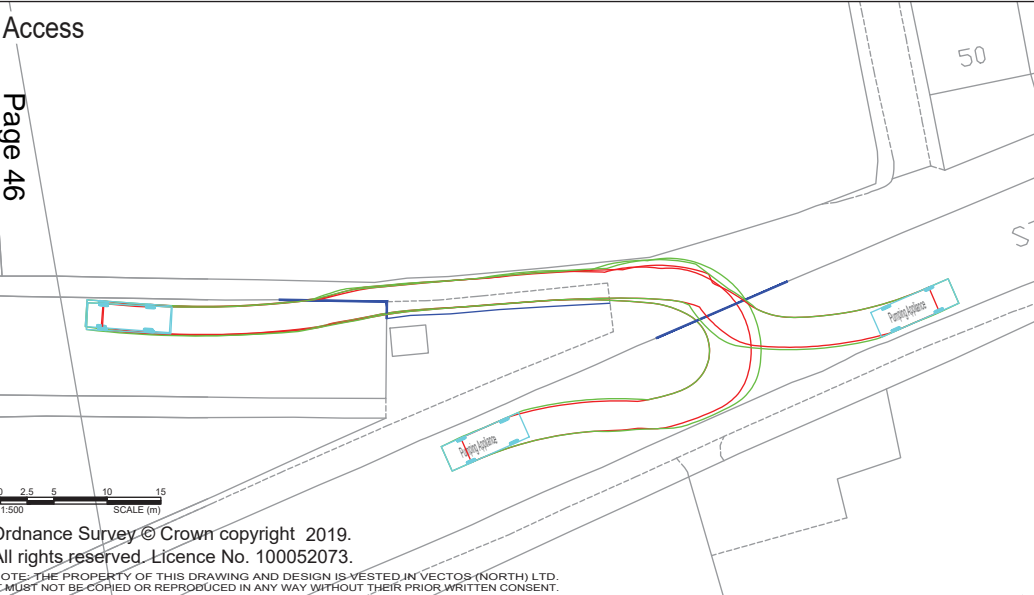 Access
Page 46
50
S
Pumping Appliance
Pumping Appliance
0 2.5 5 10 15
1:500 SCALE (m)
Ordnance Survey © Crown copyright 2019.
All rights reserved. Licence No. 100052073.
NOTE: THE PROPERTY OF THIS DRAWING AND DESIGN IS VESTED IN VECTOS (NORTH) LTD.
IT MUST NOT BE COPIED OR REPRODUCED IN ANY WAY WITHOUT THEIR PRIOR WRITTEN CONSENT.